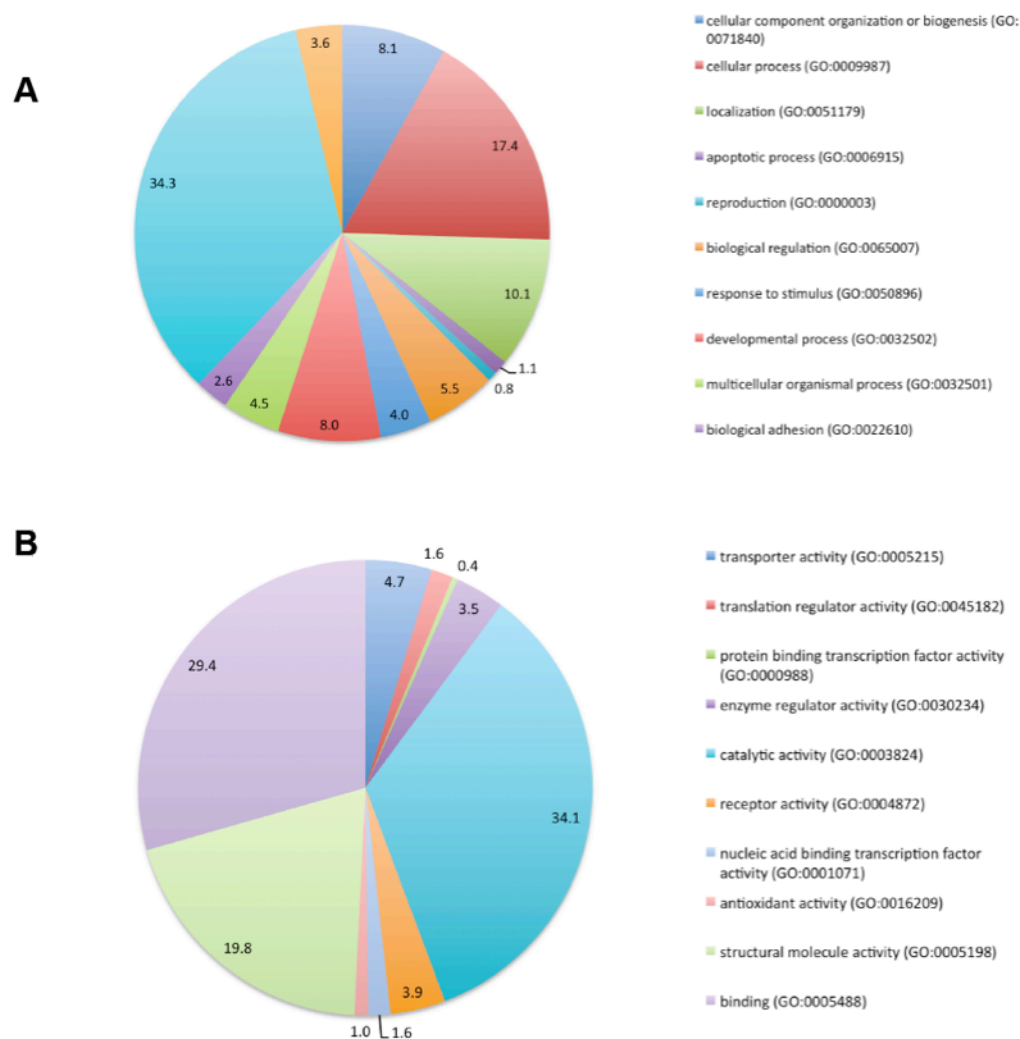 A
3.6
8.1
17.4
34.3
10.1
1.1
0.8
5.5
4.0
8.0
4.5
2.6
cellular component organization or biogenesis (GO:
0071840)
cellular process (GO:0009987)
localization (GO:0051179)
apoptotic process (GO:0006915)
reproduction (GO:0000003)
biological regulation (GO:0065007)
response to stimulus (GO:0050896)
developmental process (GO:0032502)
multicellular organismal process (GO:0032501)
biological adhesion (GO:0022610)
B
4.7
1.6
0.4
3.5
29.4
34.1
19.8
3.9
1.0
1.6
transporter activity (GO:0005215)
translation regulator activity (GO:0045182)
protein binding transcription factor activity
(GO:0000988)
enzyme regulator activity (GO:0030234)
catalytic activity (GO:0003824)
receptor activity (GO:0004872)
nucleic acid binding transcription factor
activity (GO:0001071)
antioxidant activity (GO:0016209)
structural molecule activity (GO:0005198)
binding (GO:0005488)